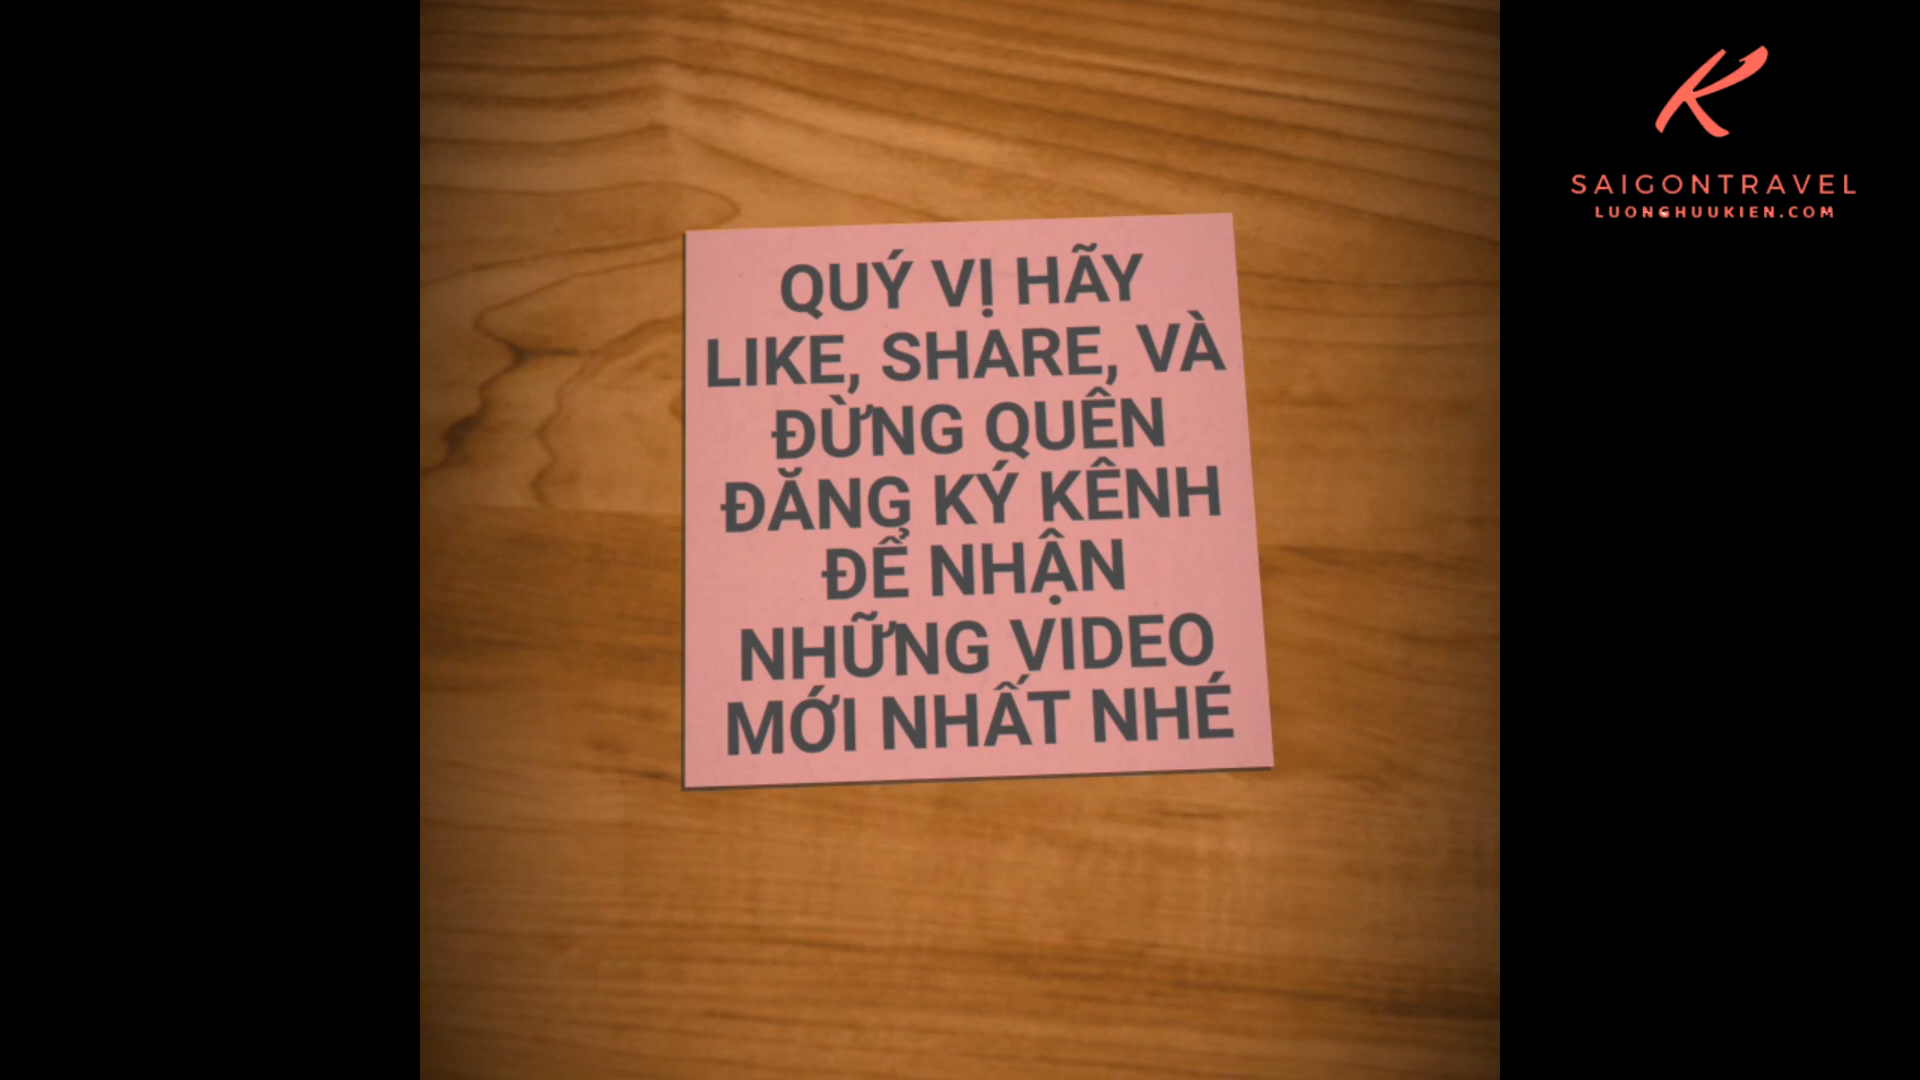 QUÝ VỊ HÃY
LIKE, SHARE, VÀ
ĐỪNG QUÊN
ĐĂNG KÝ KÊNH
ĐỂ NHẬN
NHỮNG VIDEO
MỚI NHẤT NHÉ
K
SAIGONTRAVEL
LUONGHUUKIEN.COM